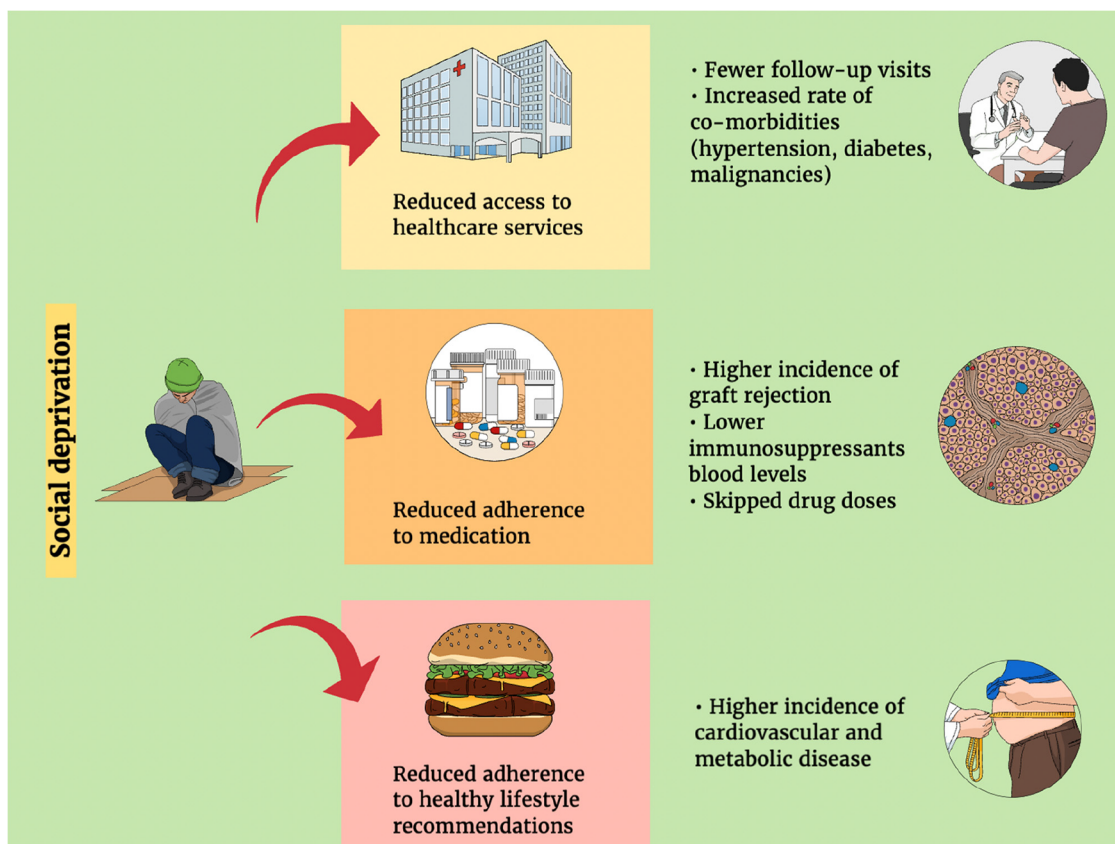 Social deprivation
Reduced access to
healthcare services
• Fewer follow-up visits
• Increased rate of
co-morbidities
(hypertension, diabetes,
malignancies)
Reduced adherence
to medication
• Higher incidence of
graft rejection
• Lower
immunosuppressants
blood levels
• Skipped drug doses
Reduced adherence
to healthy lifestyle
recommendations
• Higher incidence of
cardiovascular and
metabolic disease